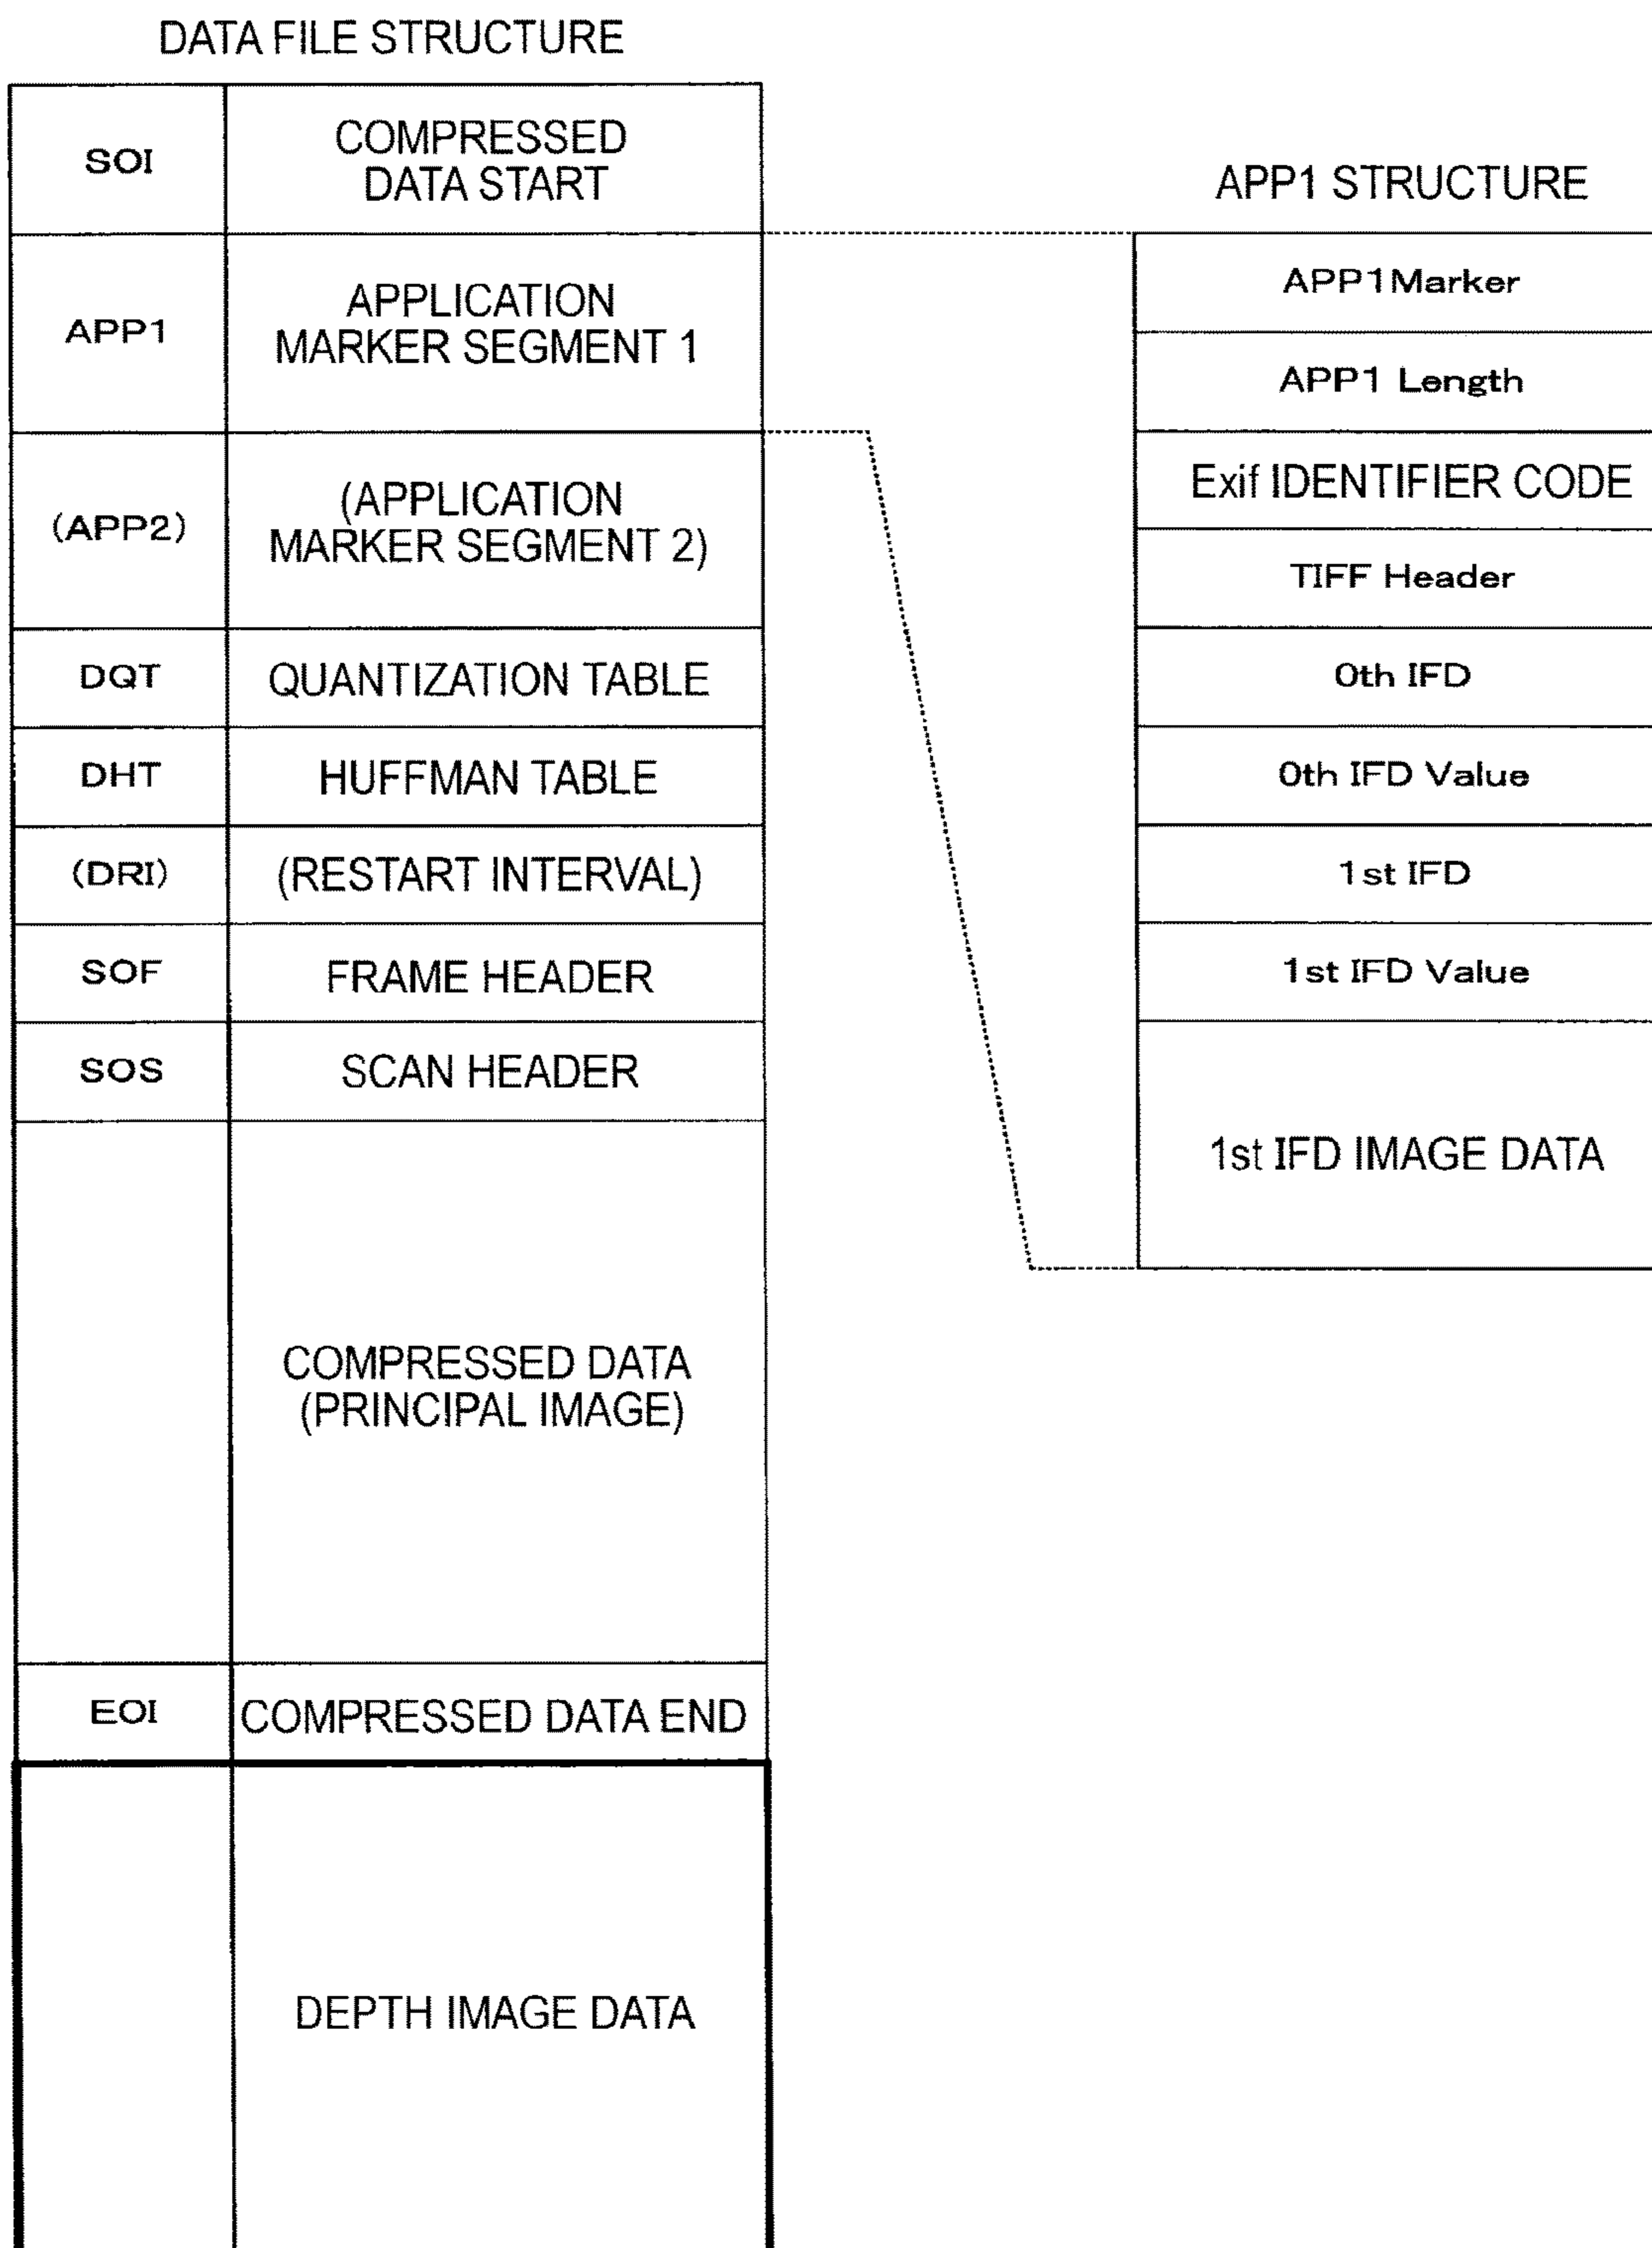 DATA FILE STRUCTURE
SOI
COMPRESSED
DATA START
APP1
APPLICATION
MARKER SEGMENT 1
(APP2)
(APPLICATION
MARKER SEGMENT 2)
DQT
QUANTIZATION TABLE
DHT
HUFFMAN TABLE
(DRI)
(RESTART INTERVAL)
SOF
FRAME HEADER
SOS
SCAN HEADER
COMPRESSED DATA
(PRINCIPAL IMAGE)
EOI
COMPRESSED DATA END
DEPTH IMAGE DATA
APP1 STRUCTURE
APP1Marker
APP1 Length
Exif IDENTIFIER CODE
TIFF Header
0th IFD
0th IFD Value
1st IFD
1st IFD Value
1st IFD IMAGE DATA